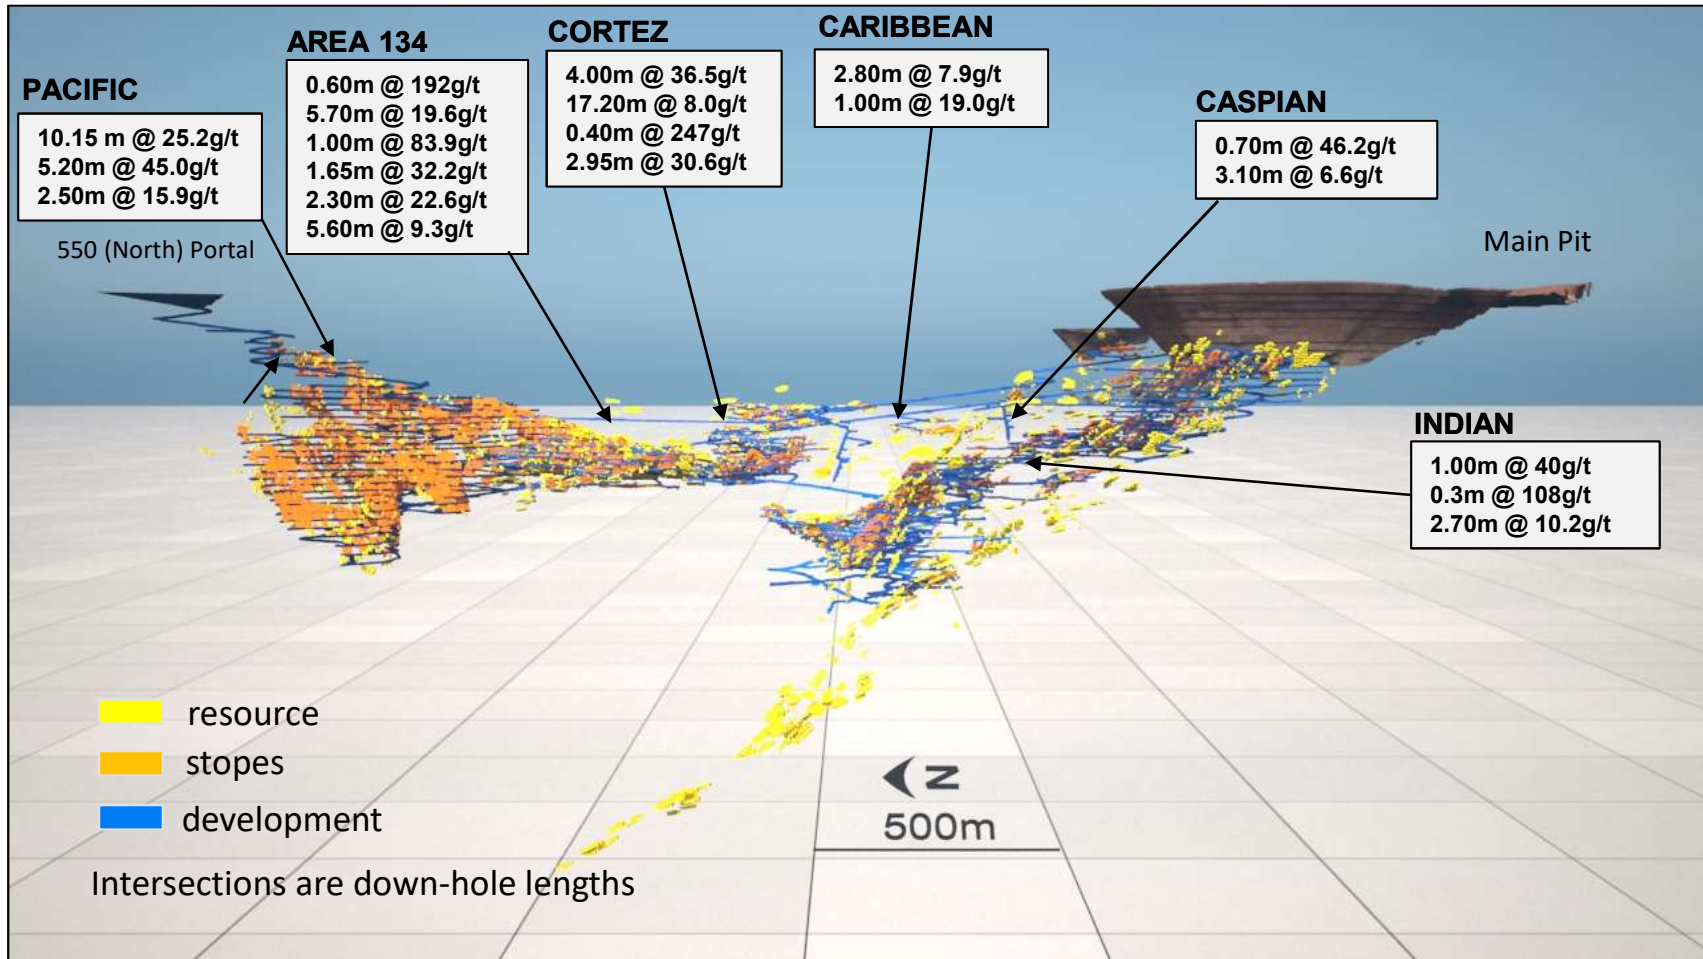 PACIFIC
10.15 m @ 25.2g/t
5.20m @ 45.0g/t
2.50m @ 15.9g/t
550 (North) Portal
AREA 134
0.60m @ 192g/t
5.70m @ 19.6g/t
1.00m @ 83.9g/t
1.65m @ 32.2g/t
2.30m @ 22.6g/t
5.60m @ 9.3g/t
CORTEZ
4.00m @ 36.5g/t
17.20m @ 8.0g/t
0.40m @ 247g/t
2.95m @ 30.6g/t
CARIBBEAN
2.80m @ 7.9g/t
1.00m @ 19.0g/t
CASPIAN
0.70m @ 46.2g/t
3.10m @ 6.6g/t
Main Pit
INDIAN
1.00m @ 40g/t
0.3m @ 108g/t
2.70m @ 10.2g/t
resource
stopes
development
Intersections are down-hole lengths
N
500m